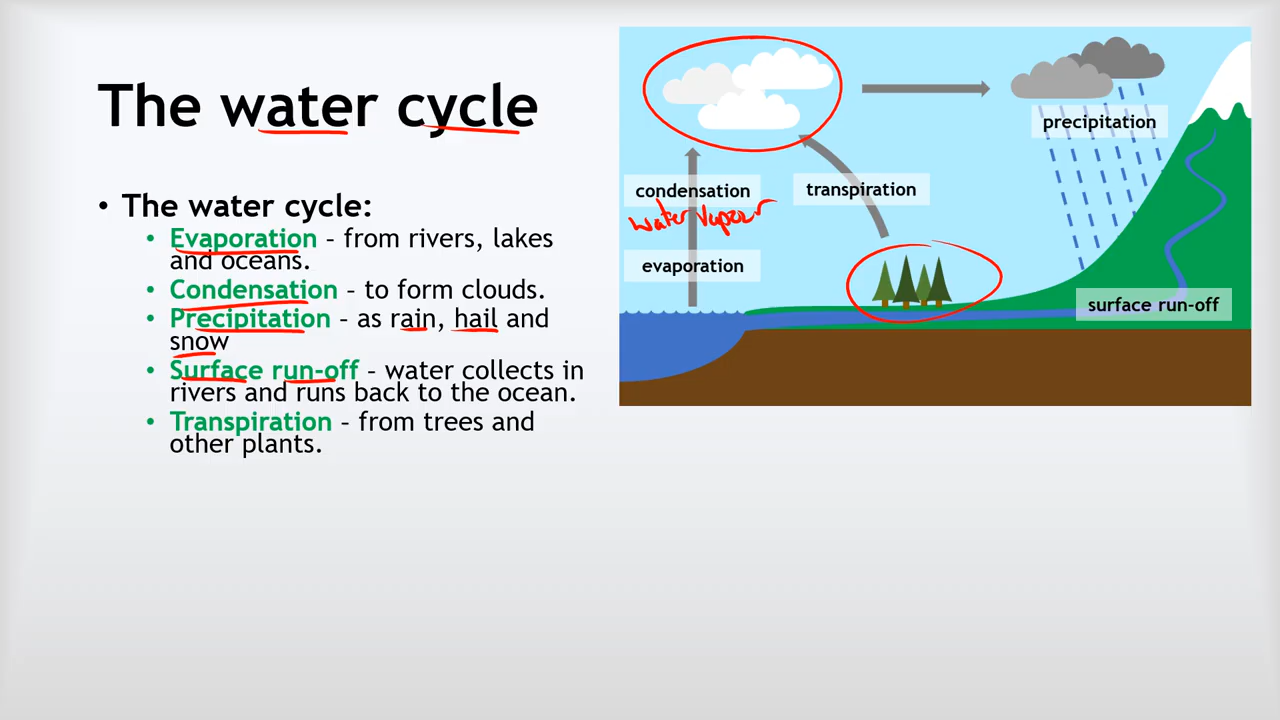 The water cycle
• The water cycle:
• Evaporation – from rivers, lakes
and oceans.
• Condensation – to form clouds.
• Precipitation – as rain, hail and
snow
• Surface run-off – water collects in
rivers and runs back to the ocean.
• Transpiration – from trees and
other plants.
precipitation
condensation
transpiration
water vapour
evaporation
surface run-off